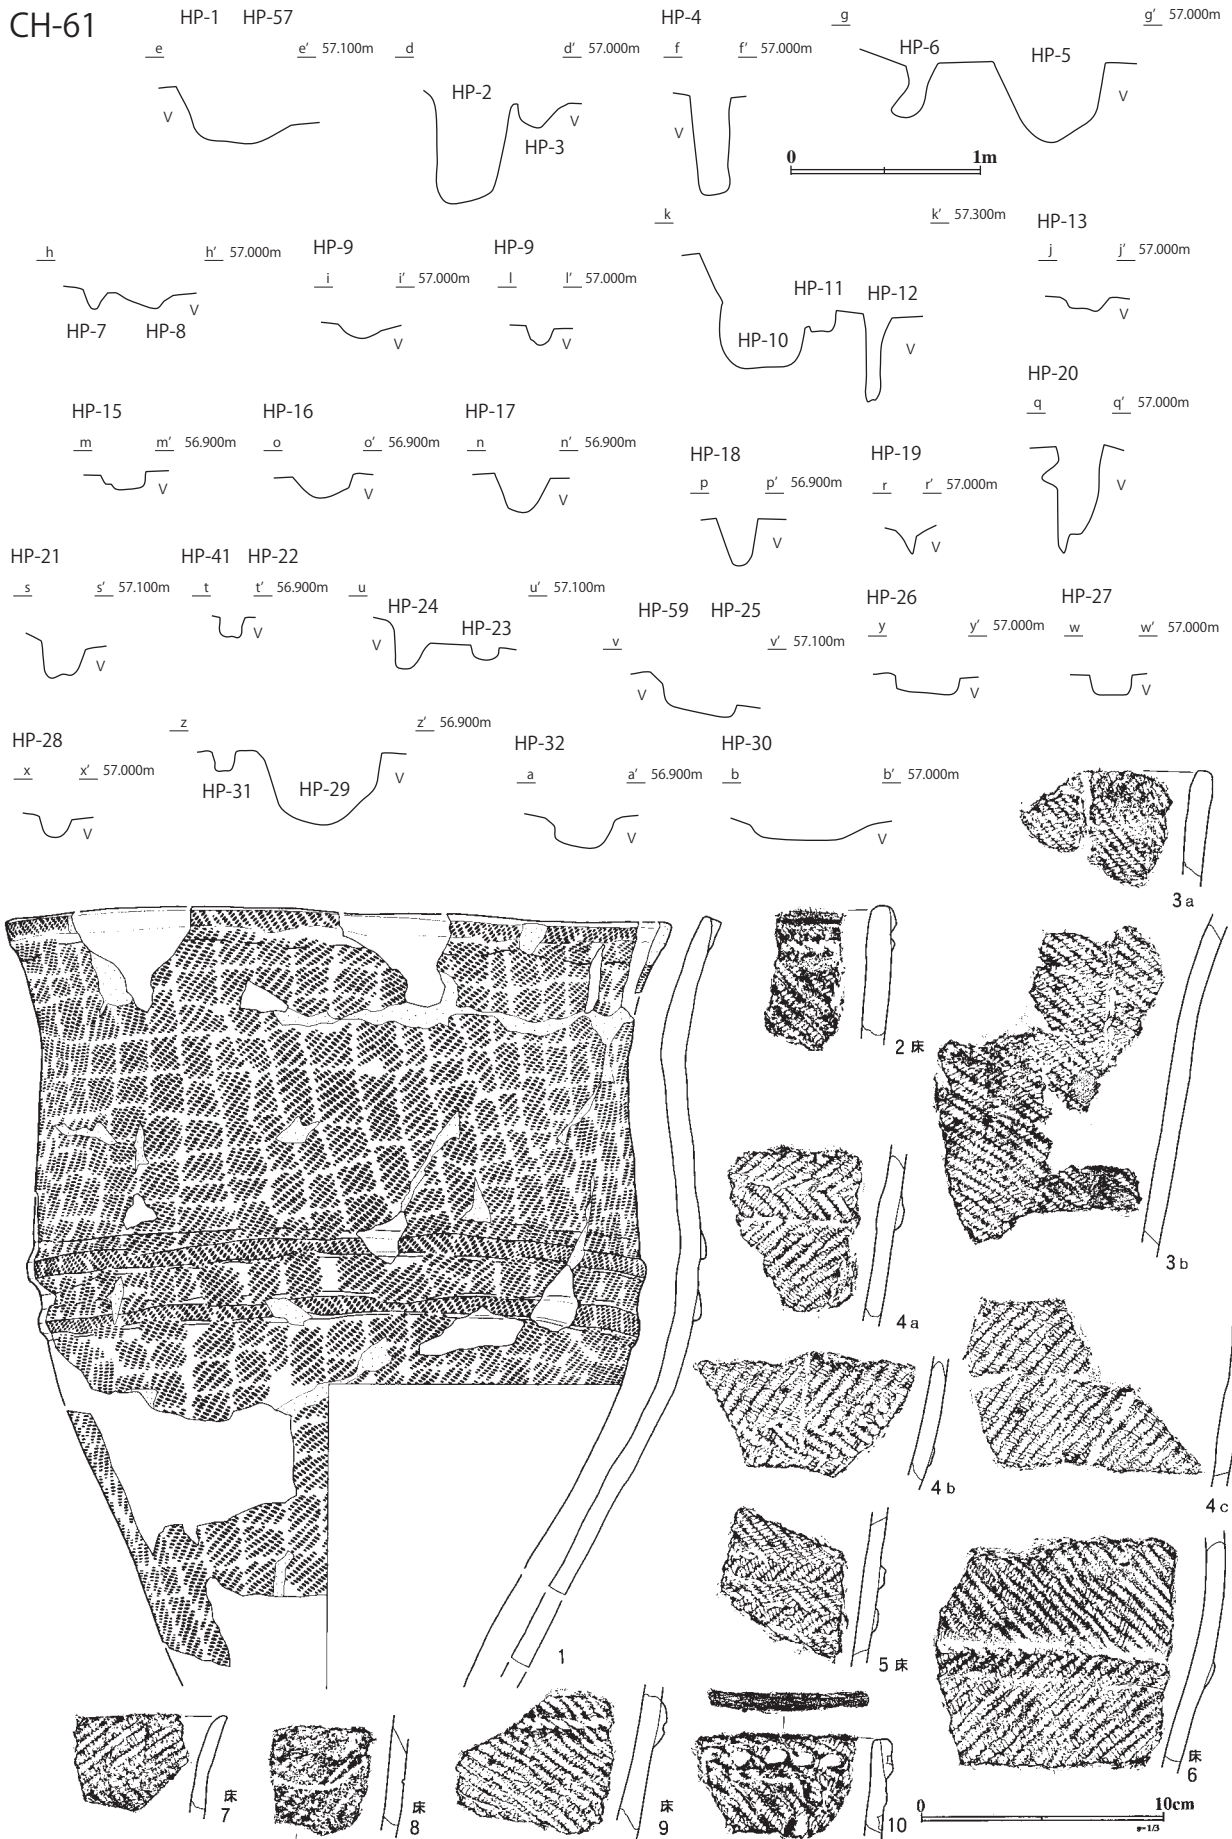 CH-61
HP-1 HP-57
e e′ 57.100m
V
d d′ 57.000m
HP-2
HP-3
V
HP-4
f f′ 57.000m
V
g g′ 57.000m
HP-6
HP-5
V
0 1m
h h′ 57.000m
HP-7 HP-8
V
HP-9
i i′ 57.000m
V
HP-9
l l′ 57.000m
V
k k′ 57.300m
HP-11
HP-12
HP-10
V
HP-13
j j′ 57.000m
V
HP-15
m m′ 56.900m
V
HP-16
o o′ 56.900m
V
HP-17
n n′ 56.900m
V
HP-18
p p′ 56.900m
V
HP-19
r r′ 57.000m
V
HP-20
q q′ 57.000m
V
HP-21
s s′ 57.100m
V
HP-41 HP-22
t t′ 56.900m
V
u u′ 57.100m
HP-24
HP-23
V V
HP-59 HP-25
v v′ 57.100m
V
HP-26
y y′ 57.000m
V
HP-27
w w′ 57.000m
V
HP-28
x x′ 57.000m
V
z z′ 56.900m
HP-31 HP-29
V
HP-32
a a′ 56.900m
V
HP-30
b b′ 57.000m
V
1
2 床
3 a
3 b
4 a
4 b
4 c
5 床
床
6
床
7
床
8
床
9
10
0 10cm
s=1/3